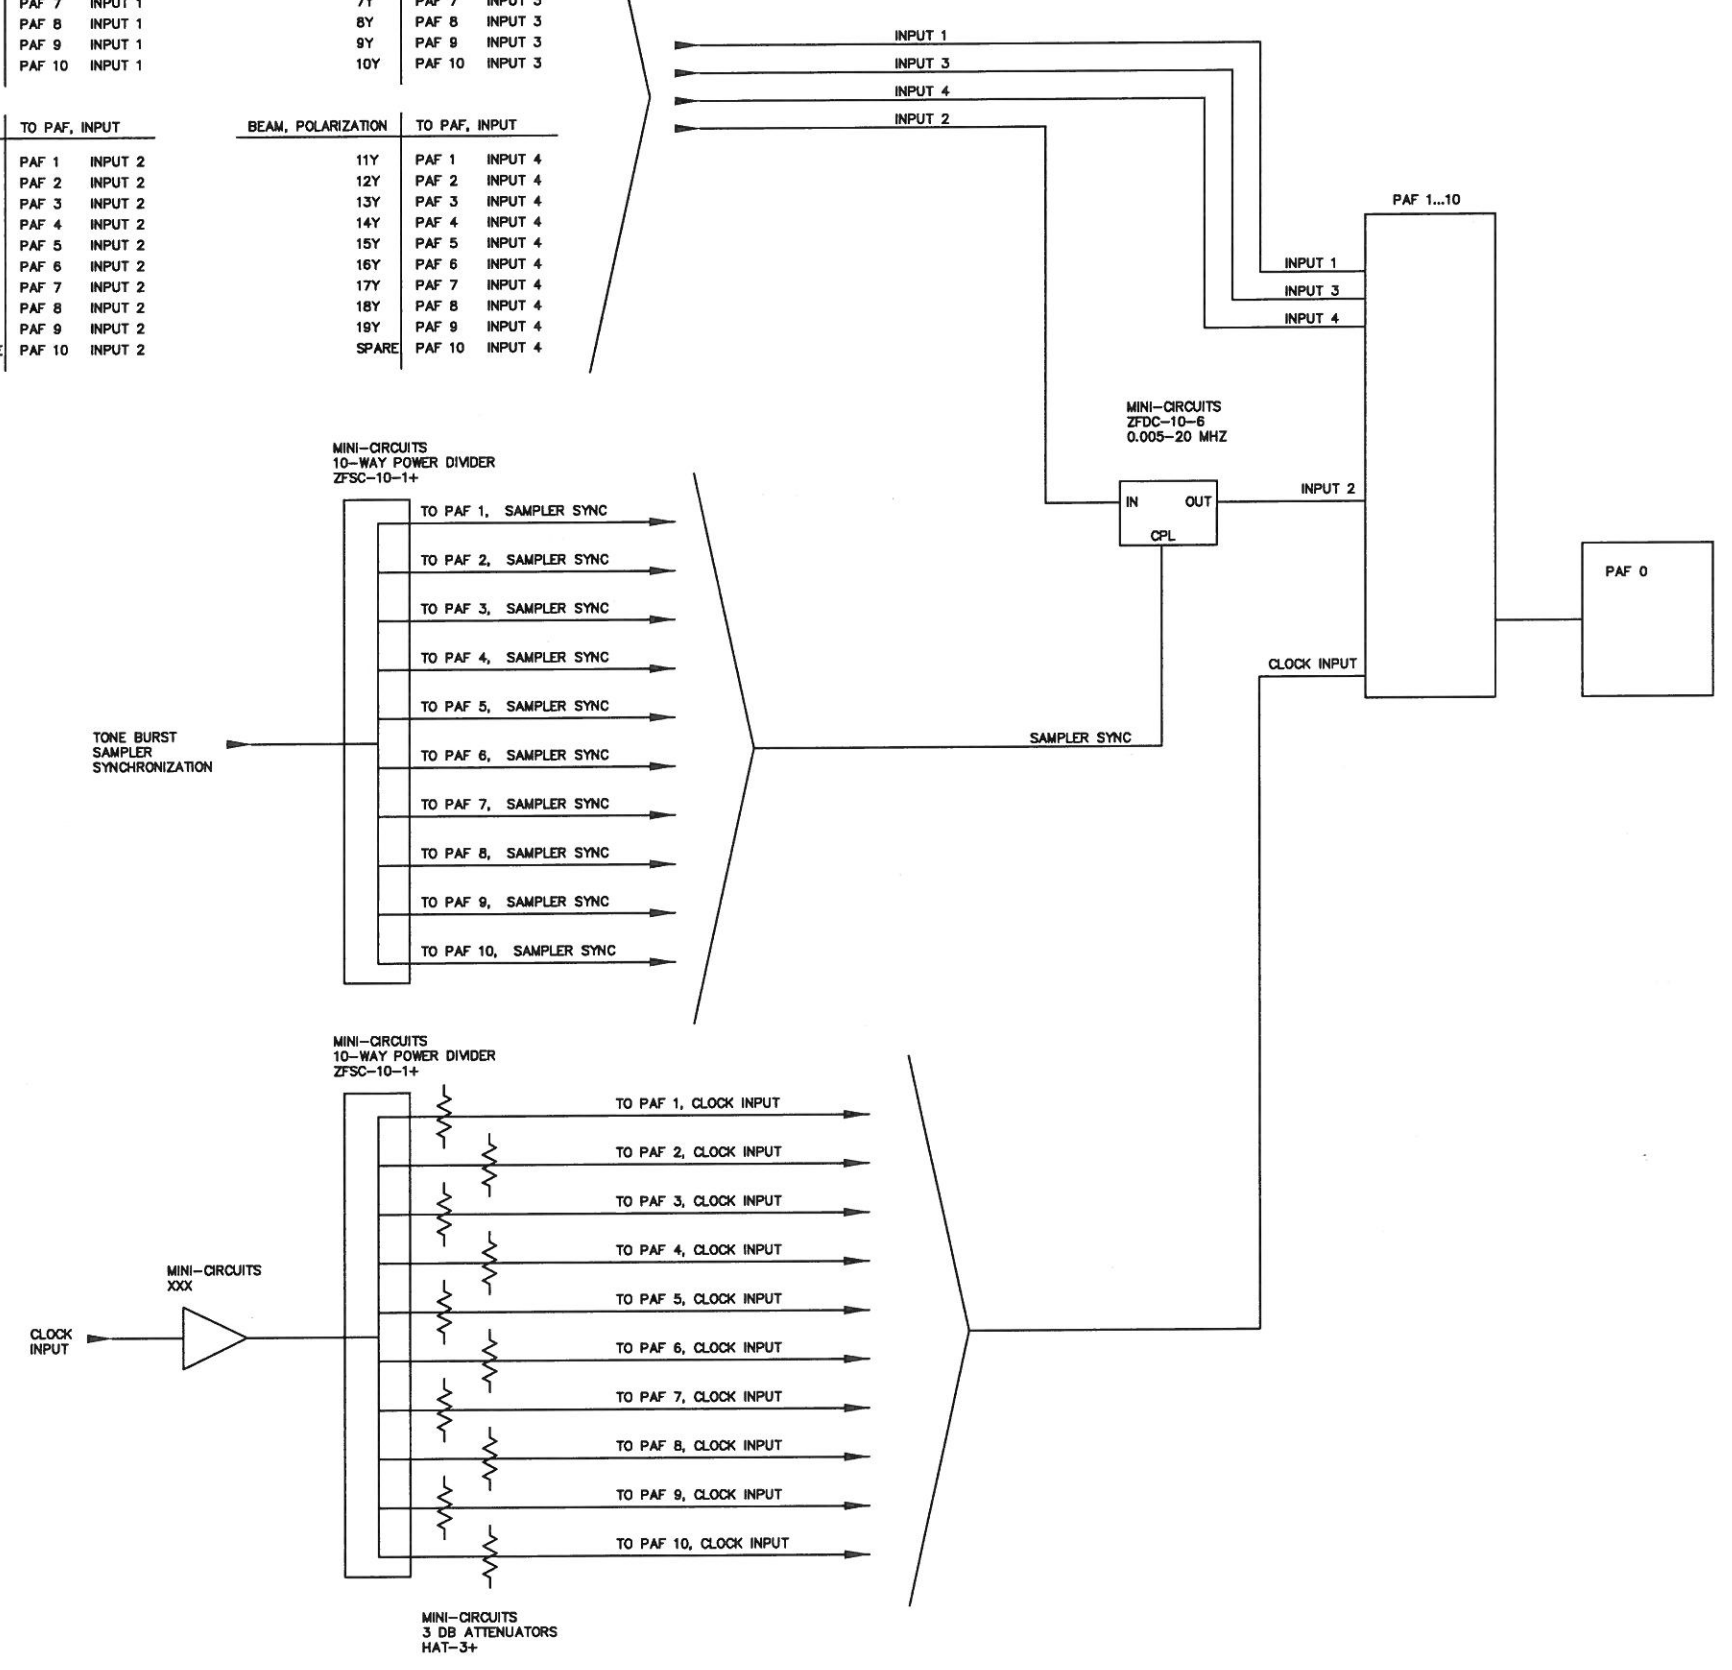 PAF 7 INPUT 1
PAF 8 INPUT 1
PAF 9 INPUT 1
PAF 10 INPUT 1
7Y PAF 7 INPUT 3
8Y PAF 8 INPUT 3
9Y PAF 9 INPUT 3
10Y PAF 10 INPUT 3
TO PAF, INPUT
PAF 1 INPUT 2
PAF 2 INPUT 2
PAF 3 INPUT 2
PAF 4 INPUT 2
PAF 5 INPUT 2
PAF 6 INPUT 2
PAF 7 INPUT 2
PAF 8 INPUT 2
PAF 9 INPUT 2
PAF 10 INPUT 2
BEAM, POLARIZATION TO PAF, INPUT
11Y PAF 1 INPUT 4
12Y PAF 2 INPUT 4
13Y PAF 3 INPUT 4
14Y PAF 4 INPUT 4
15Y PAF 5 INPUT 4
16Y PAF 6 INPUT 4
17Y PAF 7 INPUT 4
18Y PAF 8 INPUT 4
19Y PAF 9 INPUT 4
SPARE PAF 10 INPUT 4
INPUT 1
INPUT 3
INPUT 4
INPUT 2
PAF 1...10
INPUT 1
INPUT 3
INPUT 4
MINI-CIRCUITS
ZFDC-10-6
0.005-20 MHZ
IN OUT
CPL
INPUT 2
PAF 0
CLOCK INPUT
SAMPLER SYNC
MINI-CIRCUITS
10-WAY POWER DIVIDER
ZFSC-10-1+
TO PAF 1, SAMPLER SYNC
TO PAF 2, SAMPLER SYNC
TO PAF 3, SAMPLER SYNC
TO PAF 4, SAMPLER SYNC
TO PAF 5, SAMPLER SYNC
TO PAF 6, SAMPLER SYNC
TO PAF 7, SAMPLER SYNC
TO PAF 8, SAMPLER SYNC
TO PAF 9, SAMPLER SYNC
TO PAF 10, SAMPLER SYNC
TONE BURST
SAMPLER
SYNCHRONIZATION
MINI-CIRCUITS
10-WAY POWER DIVIDER
ZFSC-10-1+
TO PAF 1, CLOCK INPUT
TO PAF 2, CLOCK INPUT
TO PAF 3, CLOCK INPUT
TO PAF 4, CLOCK INPUT
TO PAF 5, CLOCK INPUT
TO PAF 6, CLOCK INPUT
TO PAF 7, CLOCK INPUT
TO PAF 8, CLOCK INPUT
TO PAF 9, CLOCK INPUT
TO PAF 10, CLOCK INPUT
MINI-CIRCUITS
XXX
CLOCK
INPUT
MINI-CIRCUITS
3 DB ATTENUATORS
HAT-3+